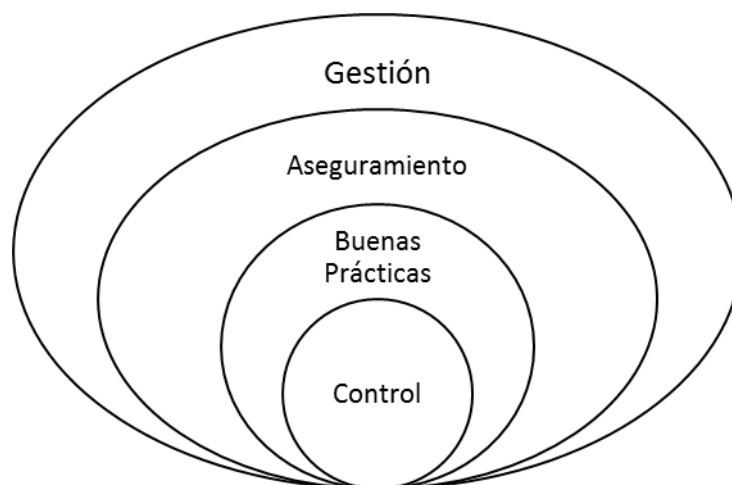 Gestión
Aseguramiento
Buenas
Prácticas
Control